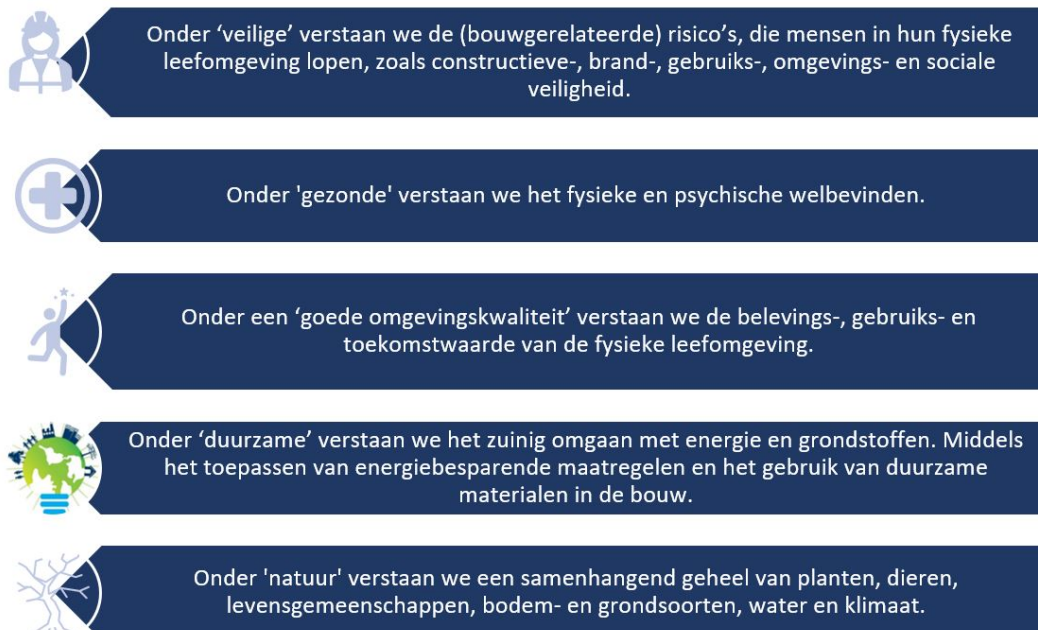 Onder ‘veilige’ verstaan we de (bouwgerelateerde) risico’s, die mensen in hun fysieke
leefomgeving lopen, zoals constructieve-, brand-, gebruiks-, omgevings- en sociale
veiligheid.
Onder 'gezonde' verstaan we het fysieke en psychische welbevinden.
Onder een ‘goede omgevingskwaliteit’ verstaan we de belevings-, gebruiks- en
toekomstwaarde van de fysieke leefomgeving.
Onder ‘duurzame’ verstaan we het zuinig omgaan met energie en grondstoffen. Middels
het toepassen van energiebesparende maatregelen en het gebruik van duurzame
materialen in de bouw.
Onder 'natuur' verstaan we een samenhangend geheel van planten, dieren,
levensgemeenschappen, bodem- en grondsoorten, water en klimaat.